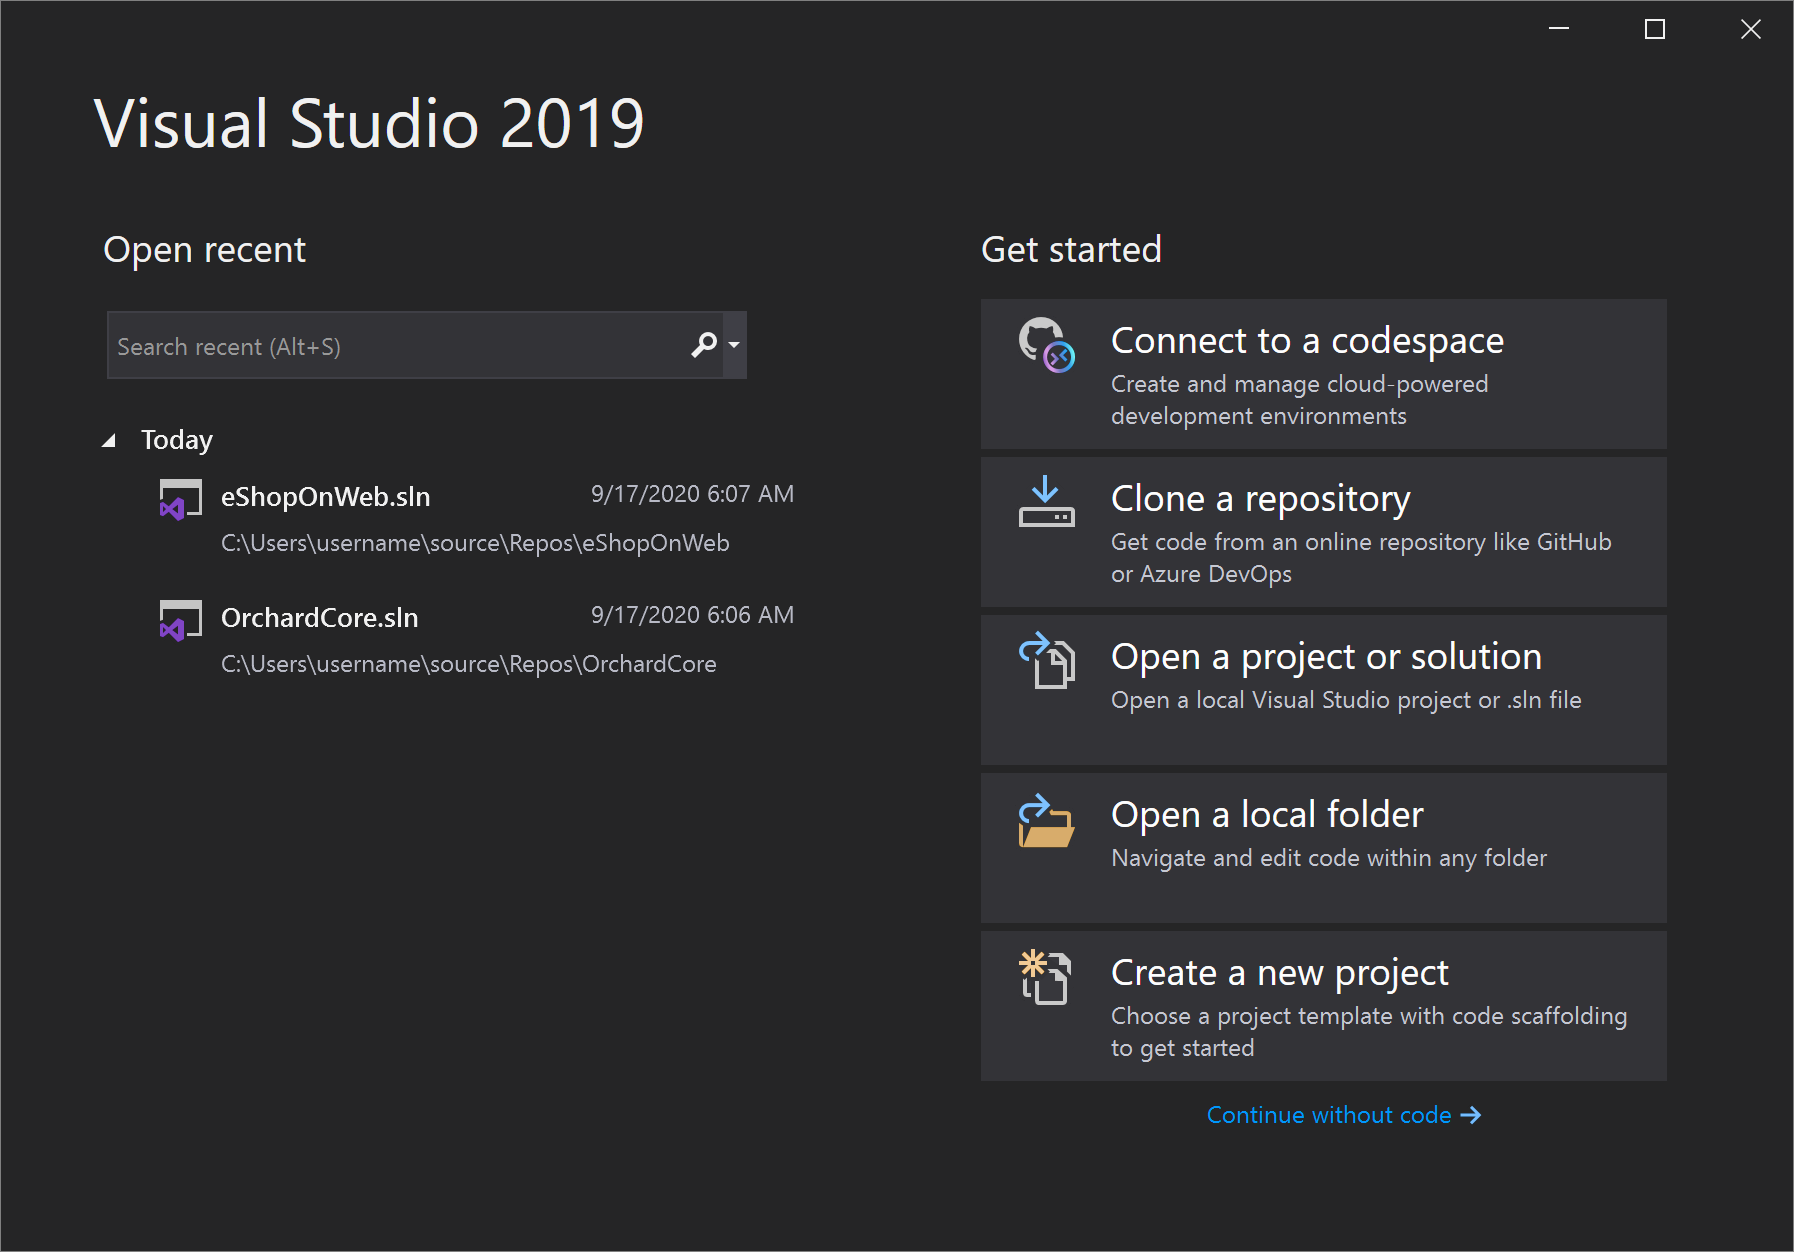 Visual Studio 2019
Open recent
Search recent (Alt+S)
Today
eShopOnWeb.sln 9/17/2020 6:07 AM
C:\Users\username\source\Repos\eShopOnWeb
OrchardCore.sln 9/17/2020 6:06 AM
C:\Users\username\source\Repos\OrchardCore
Get started
Connect to a codespace
Create and manage cloud-powered
development environments
Clone a repository
Get code from an online repository like GitHub
or Azure DevOps
Open a project or solution
Open a local Visual Studio project or .sln file
Open a local folder
Navigate and edit code within any folder
Create a new project
Choose a project template with code scaffolding
to get started
Continue without code